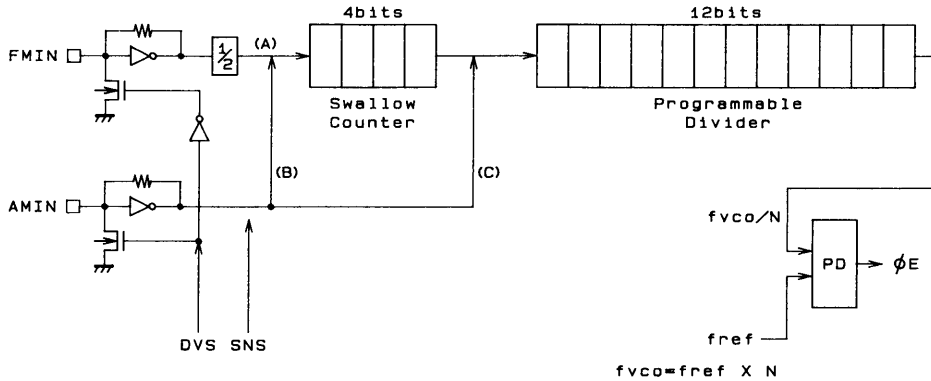 4bits
12bits
FMIN
1/2
(A)
Swallow
Counter
Programmable
Divider
(B)
(C)
AMIN
fvco/N
PD
ϕE
DVS SNS
fref
fvco=fref X N